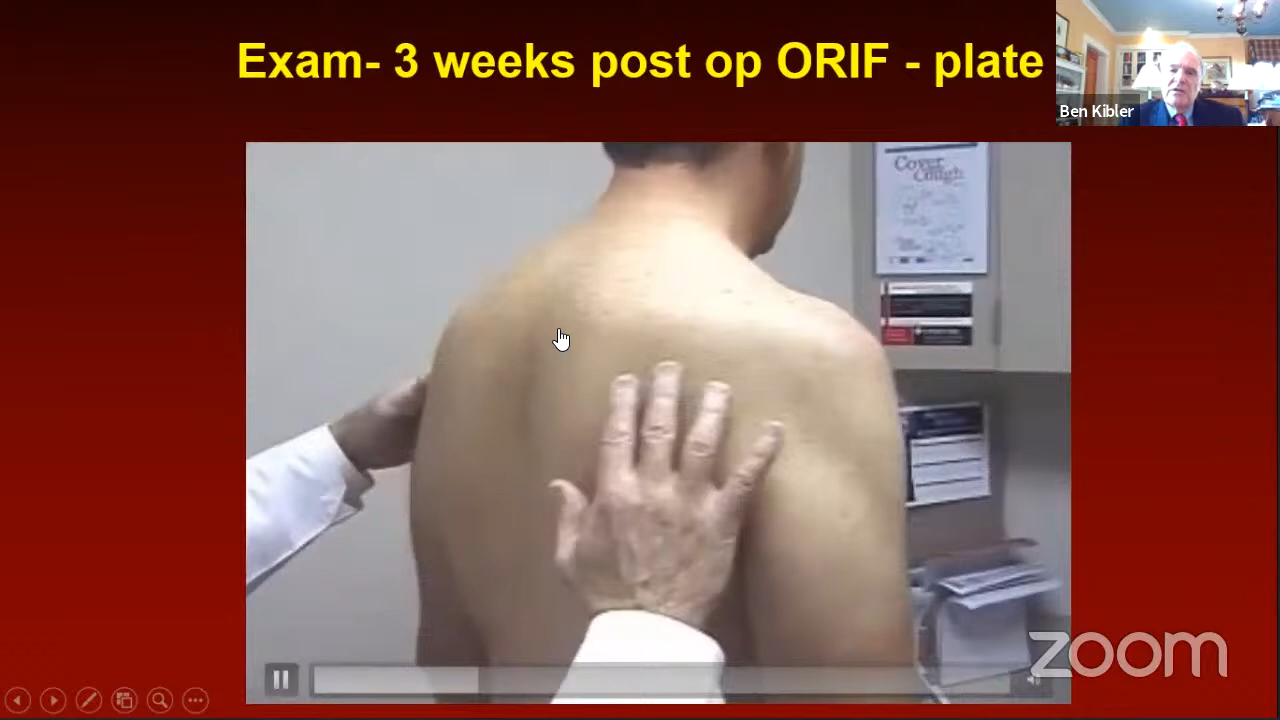 Exam- 3 weeks post op ORIF - plate
Ben Kibler
Cover
Cough
zoom